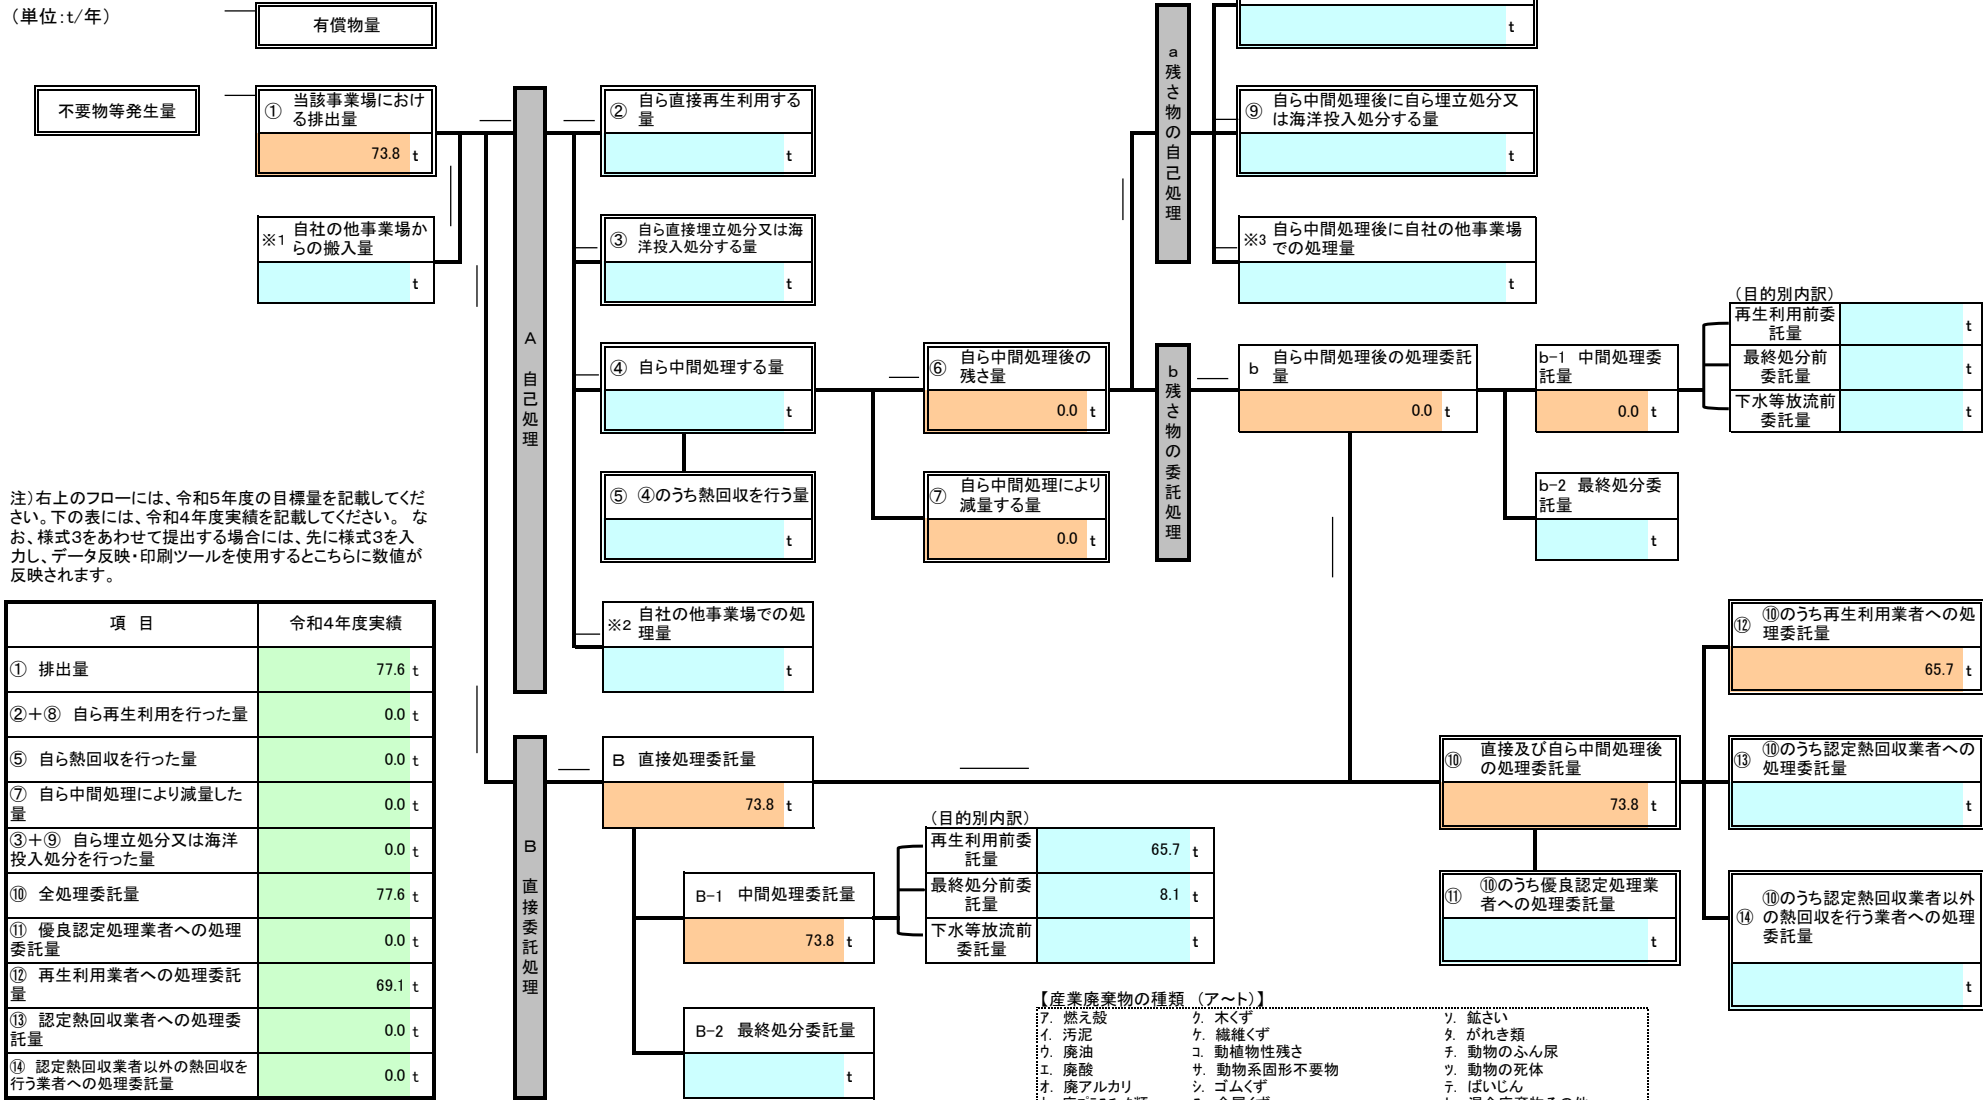 （単位:t/年）
有償物量
t
不要物等発生量
① 当該事業場におけ
る排出量
73.8 t
※1 自社の他事業場か
らの搬入量
t
A 自己処理
② 自ら直接再生利用する
量
t
③ 自ら直接埋立処分又は海
洋投入処分する量
t
④ 自ら中間処理する量
t
⑤ ④のうち熱回収を行う量
t
※2 自社の他事業場での処
理量
t
⑥ 自ら中間処理後の
残さ量
0.0 t
⑦ 自ら中間処理により
減量する量
0.0 t
a 残さ物の自己処理
⑨ 自ら中間処理後に自ら埋立処分又
は海洋投入処分する量
t
※3 自ら中間処理後に自社の他事業場
での処理量
t
b 残さ物の委託処理
b 自ら中間処理後の処理委託
量
0.0 t
b-1 中間処理委
託量
0.0 t
b-2 最終処分委
託量
t
（目的別内訳）
再生利用前委
託量
t
最終処分前
委託量
t
下水等放流前
委託量
t
注）右上のフローには、令和5年度の目標量を記載してくだ
さい。下の表には、令和4年度実績を記載してください。 な
お、様式3をあわせて提出する場合には、先に様式3を入
力し、データ反映・印刷ツールを使用するとこちらに数値が
反映されます。
項 目 令和4年度実績
① 排出量 77.6 t
②＋⑧ 自ら再生利用を行った量 0.0 t
⑤ 自ら熱回収を行った量 0.0 t
⑦ 自ら中間処理により減量した
量 0.0 t
③＋⑨ 自ら埋立処分又は海洋
投入処分を行った量 0.0 t
⑩ 全処理委託量 77.6 t
⑪ 優良認定処理業者への処理
委託量 0.0 t
⑫ 再生利用業者への処理委託
量 69.1 t
⑬ 認定熱回収業者への処理委
託量 0.0 t
⑭ 認定熱回収業者以外の熱回収を
行う業者への処理委託量 0.0 t
B 直接委託処理
B 直接処理委託量
73.8 t
B-1 中間処理委託量
73.8 t
B-2 最終処分委託量
t
（目的別内訳）
再生利用前委
託量
65.7 t
最終処分前委
託量
8.1 t
下水等放流前
委託量
t
⑩ 直接及び自ら中間処理後
の処理委託量
73.8 t
⑪ ⑩のうち優良認定処理業
者への処理委託量
t
⑫ ⑩のうち再生利用業者への処
理委託量
65.7 t
⑬ ⑩のうち認定熱回収業者への
処理委託量
t
⑭ ⑩のうち認定熱回収業者以外
の熱回収を行う業者への処理
委託量
t
【産業廃棄物の種類 （ア～ト）】
ア. 燃え殻 ク. 木くず ソ. 鉱さい
イ. 汚泥 ケ. 繊維くず タ. がれき類
ウ. 廃油 コ. 動植物性残さ チ. 動物のふん尿
エ. 廃酸 サ. 動物系固形不要物 ツ. 動物の死体
オ. 廃アルカリ シ. ゴムくず テ. ばいじん